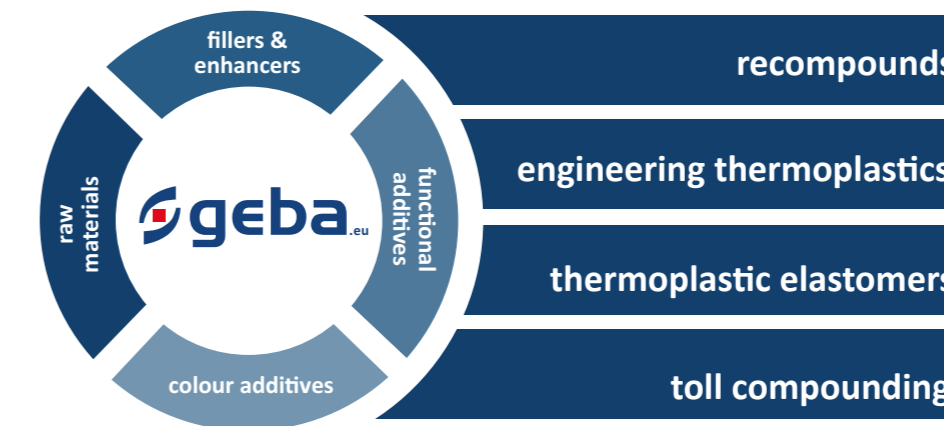 fillers &
enhancers
raw
materials
geba.eu
functional
additives
colour additives
recompounds
engineering thermoplastics
thermoplastic elastomers
toll compounding